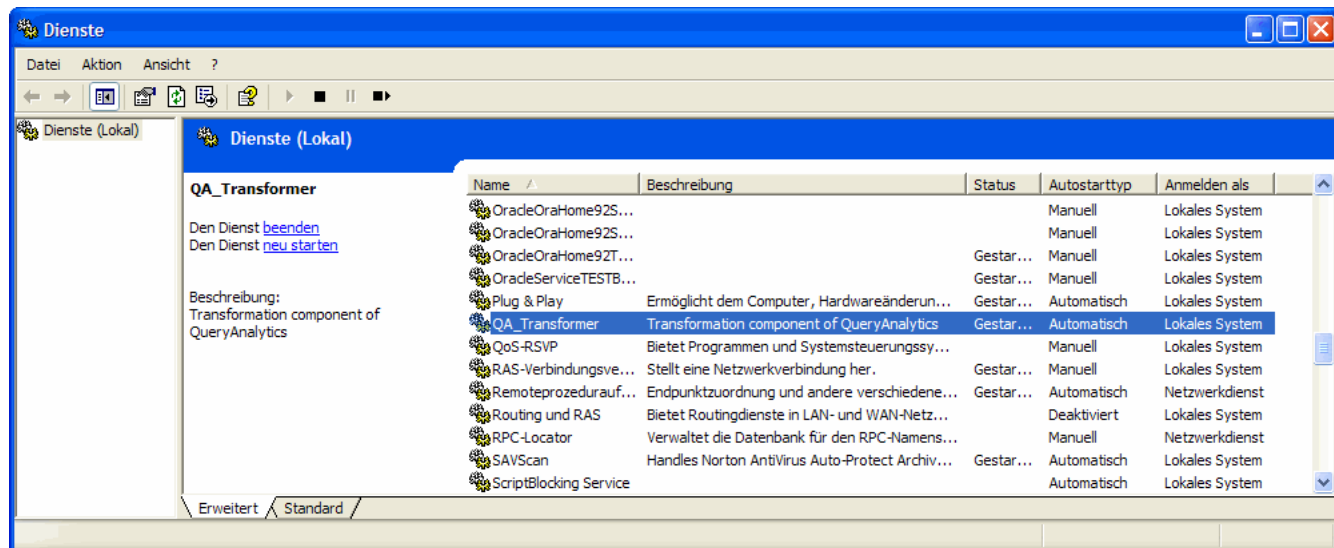 Dienste
Datei Aktion Ansicht ?
Dienste (Lokal)
Dienste (Lokal)
QA_Transformer
Den Dienst beenden
Den Dienst neu starten
Beschreibung:
Transformation component of
QueryAnalytics
Name Beschreibung Status Autostarttyp Anmelden als
OracleOraHome92S... Manuell Lokales System
OracleOraHome92S... Manuell Lokales System
OracleOraHome92T... Gestar... Manuell Lokales System
OracleServiceTESTB... Gestar... Manuell Lokales System
Plug & Play Ermöglicht dem Computer, Hardwareänderun... Gestar... Automatisch Lokales System
QA_Transformer Transformation component of QueryAnalytics Gestar... Automatisch Lokales System
QoS-RSVP Bietet Programmen und Systemsteuerungssy... Manuell Lokales System
RAS-Verbindungsve... Stellt eine Netzwerkverbindung her. Gestar... Manuell Lokales System
Remoteprozedurauf... Endpunktzuordnung und andere verschiedene... Gestar... Automatisch Netzwerkdienst
Routing und RAS Bietet Routingdienste in LAN- und WAN-Netz... Deaktiviert Lokales System
RPC-Locator Verwaltet die Datenbank für den RPC-Namens... Manuell Netzwerkdienst
SAVScan Handles Norton AntiVirus Auto-Protect Archiv... Gestar... Automatisch Lokales System
ScriptBlocking Service Automatisch Lokales System
Erweitert Standard